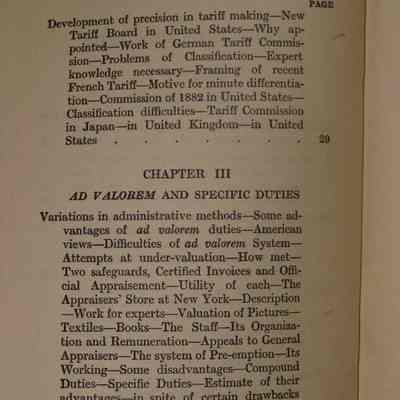 PAGE
Development of precision in tariff making—New
Tariff Board in United States—Why ap-
pointed—Work of German Tariff Commis-
sion—Problems of Classification—Expert
knowledge necessary—Framing of recent
French Tariff—Motive for minute differentia-
tion—Commission of 1882 in United States—
Classification difficulties—Tariff Commission
in Japan—in United Kingdom—in United
States . . . . . . . 29
CHAPTER III
AD VALOREM AND SPECIFIC DUTIES
Variations in administrative methods—Some ad-
vantages of ad valorem duties—American
views—Difficulties of ad valorem System—
Attempts at under-valuation—How met—
Two safeguards, Certified Invoices and Offi-
cial Appraisement—Utility of each—The
Appraisers' Store at New York—Description
—Work for experts—Valuation of Pictures—
Textiles—Books—The Staff—Its Organiza-
tion and Remuneration—Appeals to General
Appraisers—The system of Pre-emption—Its
Working—Some disadvantages—Compound
Duties—Specific Duties—Estimate of their
advantages—in spite of certain drawbacks